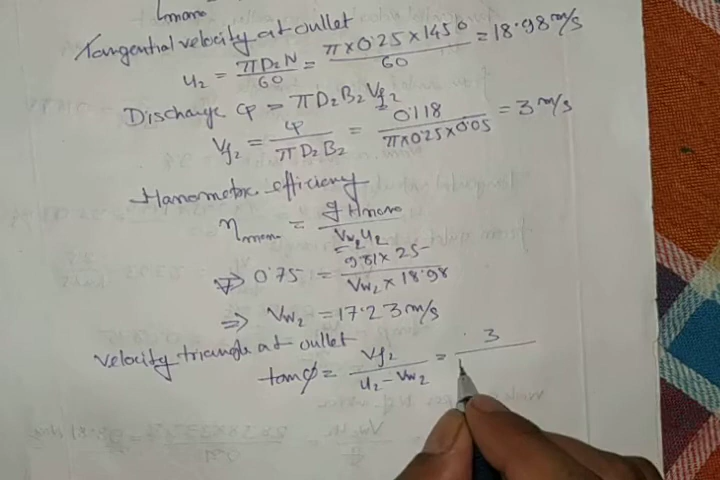 ηmano
Tangential velocity at outlet
u₂ = πD₂N/60 = π×0.25×1450/60 = 18.98 m/s
Discharge φ = πD₂B₂Vf₂
Vf₂ = φ/πD₂B₂ = 0.118/π×0.25×0.05 = 3 m/s
Manometric efficiency
ηmano = gHmano/Vw₂u₂
⇒ 0.75 = 9.81×25/Vw₂×18.98
⇒ Vw₂ = 17.23 m/s
Velocity triangle at outlet
tanφ = Vf₂/u₂-Vw₂ = 3